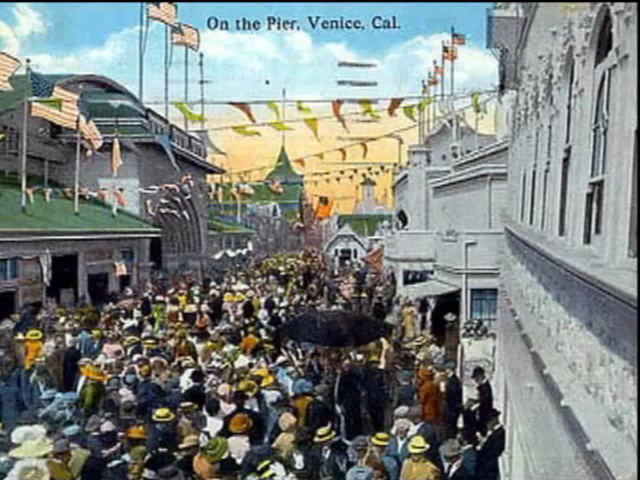 On the Pier, Venice, Cal.